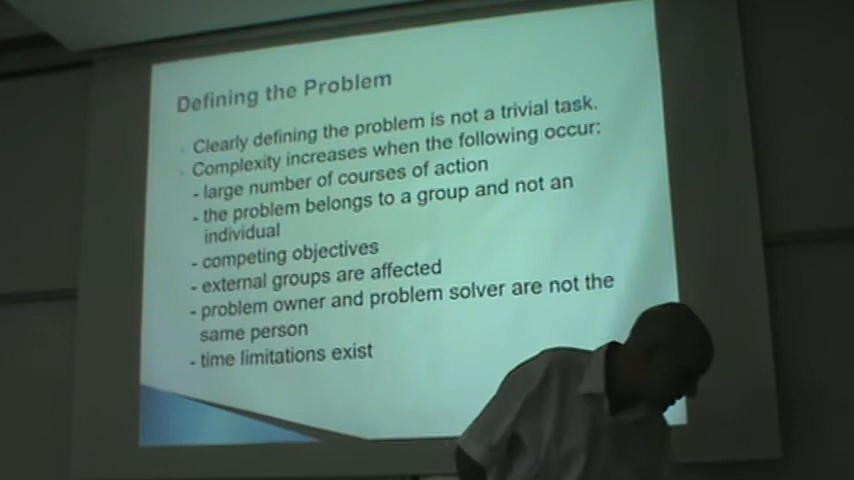 Defining the Problem
Clearly defining the problem is not a trivial task.
Complexity increases when the following occur:
- large number of courses of action
- the problem belongs to a group and not an
individual
- competing objectives
- external groups are affected
- problem owner and problem solver are not the
same person
- time limitations exist